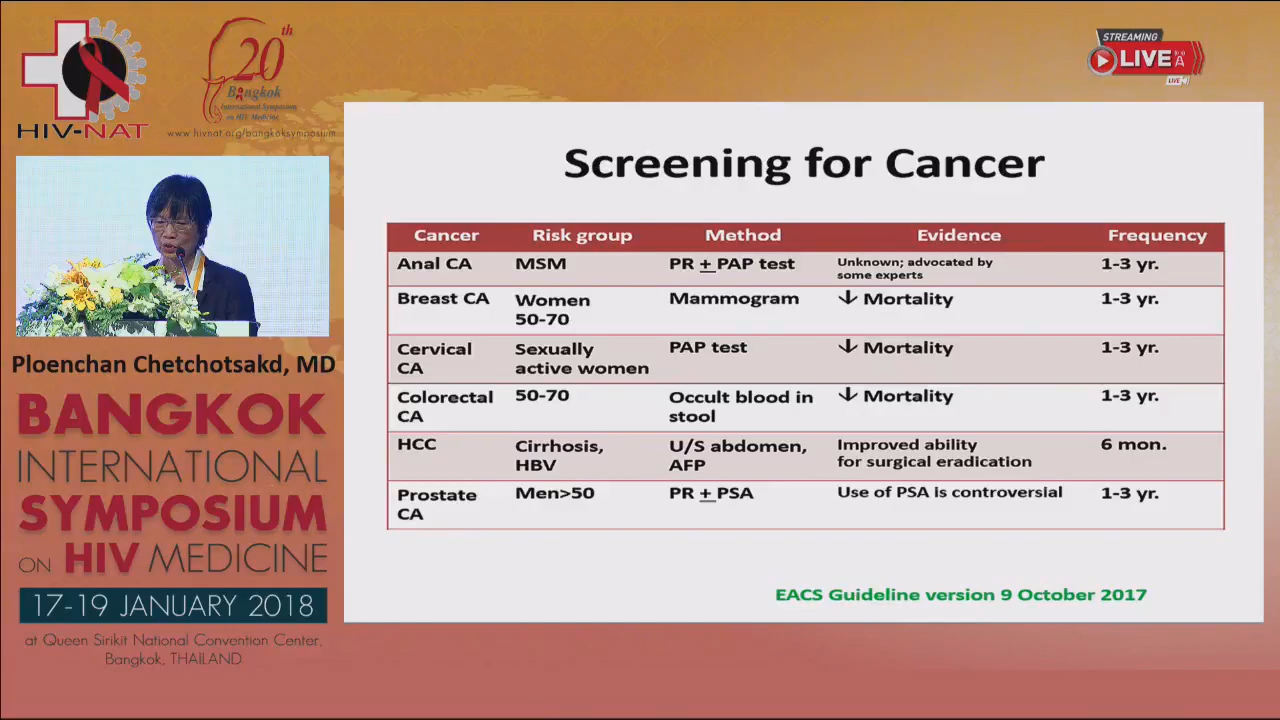 HIV-NAT
20th
Bangkok
International Symposium
on HIV Medicine
www.hivnat.org/bangkoksymposium
STREAMING
LIVE
LIVE
Ploenchan Chetchotsakd, MD
BANGKOK
INTERNATIONAL
SYMPOSIUM
ON HIV MEDICINE
17-19 JANUARY 2018
at Queen Sirikit National Convention Center,
Bangkok, THAILAND
Screening for Cancer
Cancer Risk group Method Evidence Frequency
Anal CA MSM PR ± PAP test Unknown; advocated by some experts 1-3 yr.
Breast CA Women 50-70 Mammogram ↓ Mortality 1-3 yr.
Cervical CA Sexually active women PAP test ↓ Mortality 1-3 yr.
Colorectal CA 50-70 Occult blood in stool ↓ Mortality 1-3 yr.
HCC Cirrhosis, HBV U/S abdomen, AFP Improved ability for surgical eradication 6 mon.
Prostate CA Men>50 PR ± PSA Use of PSA is controversial 1-3 yr.
EACS Guideline version 9 October 2017